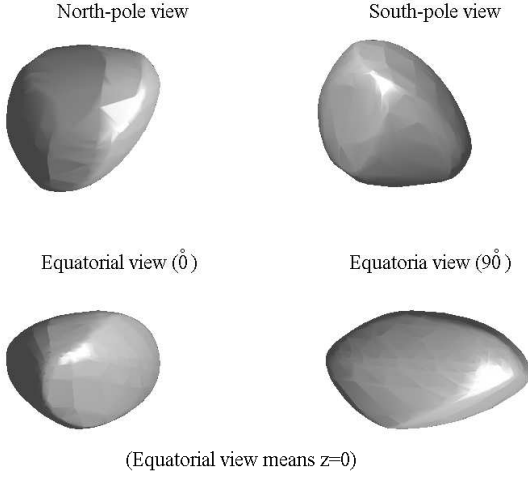 North-pole view
South-pole view
Equatorial view (0°)
Equatoria view (90°)
(Equatorial view means z=0)